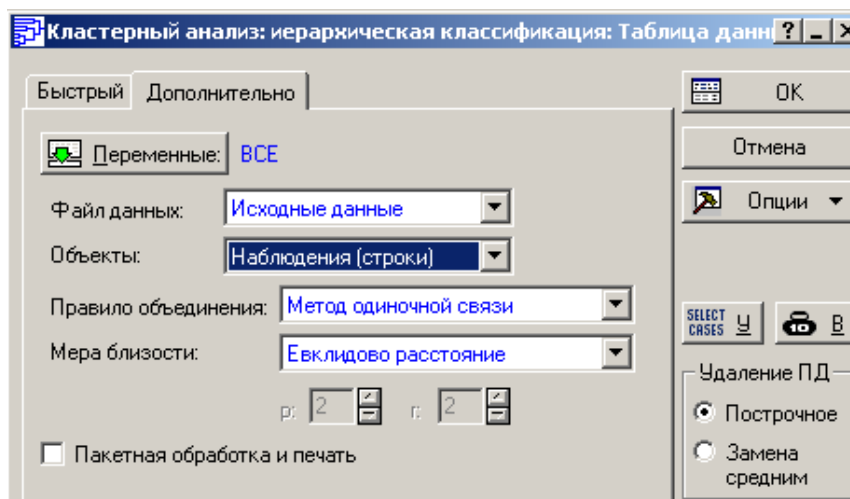 Кластерный анализ: иерархическая классификация: Таблица данн
Быстрый Дополнительно
OK
Переменные: ВСЕ
Отмена
Файл данных: Исходные данные
Опции
Объекты: Наблюдения (строки)
Правило объединения: Метод одиночной связи
SELECT CASES У В
Мера близости: Евклидово расстояние
Удаление ПД
p: 2 r: 2
Построчное
Пакетная обработка и печать
Замена
средним